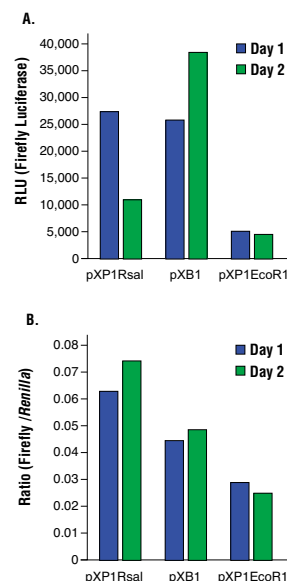 A.
RLU (Firefly Luciferase)
40,000
35,000
30,000
25,000
20,000
15,000
10,000
5,000
0
Day 1
Day 2
pXP1RsaI
pXB1
pXP1EcoR1
B.
Ratio (Firefly /Renilla)
0.08
0.07
0.06
0.05
0.04
0.03
0.02
0.01
0
Day 1
Day 2
pXP1RsaI
pXB1
pXP1EcoR1